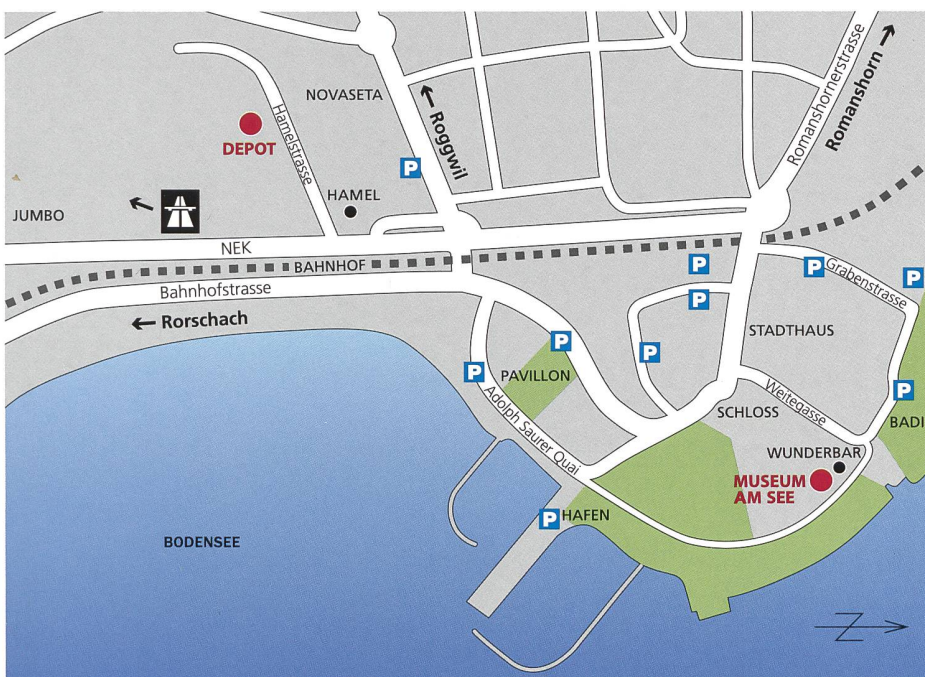 NOVASETA
Hamelstrasse
DEPOT
Roggwil
Romanshornerstrasse
Romanshorn
P
HAMEL
JUMBO
NEK
BAHNHOF
Bahnhofstrasse
Rorschach
P
P
P
P
Grabenstrasse
STADTHAUS
P
P
P
P
PAVILLON
Adolph Saurer Quai
SCHLOSS
Weitegasse
BADI
WUNDERBAR
MUSEUM
AM SEE
P
HAFEN
BODENSEE
N